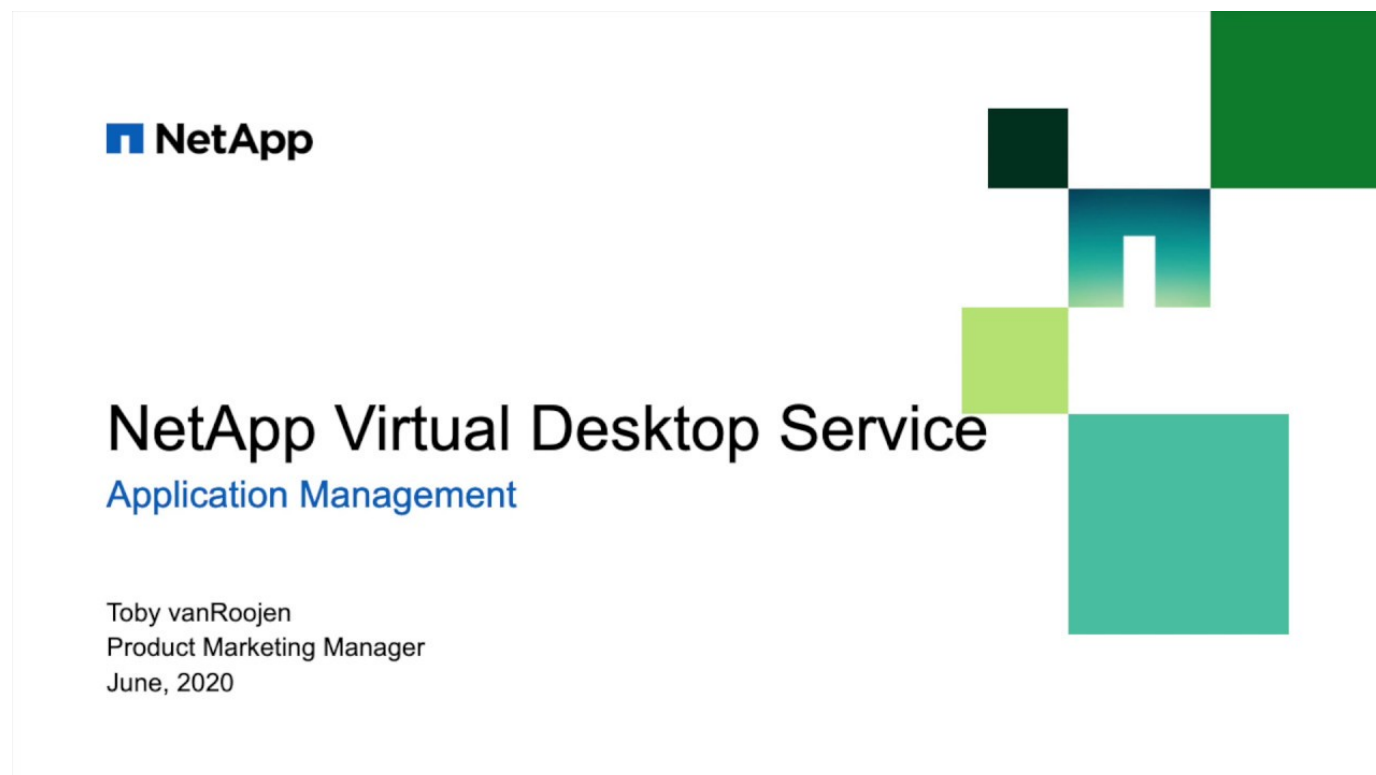 NetApp
NetApp Virtual Desktop Service
Application Management
Toby vanRoojen
Product Marketing Manager
June, 2020